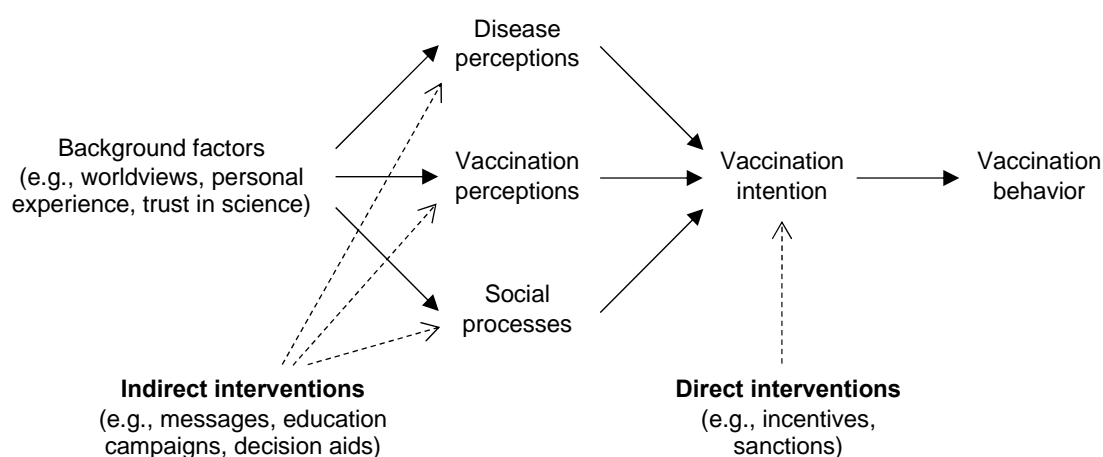 Disease
perceptions
Background factors
(e.g., worldviews, personal
experience, trust in science)
Vaccination
perceptions
Vaccination
intention
Vaccination
behavior
Social
processes
Indirect interventions
(e.g., messages, education
campaigns, decision aids)
Direct interventions
(e.g., incentives,
sanctions)